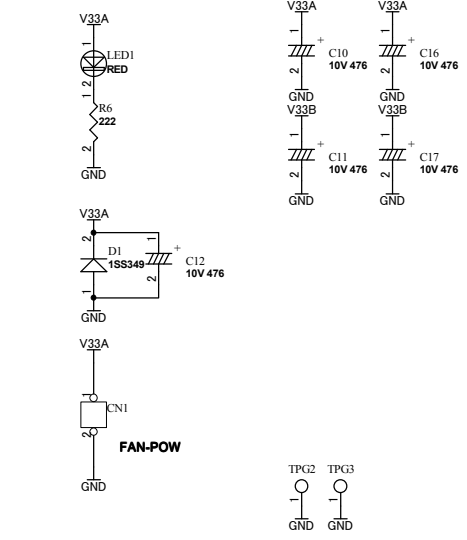 V33A
1
LED1
RED
2
1
R6
222
2
GND
V33A
1
+
C10
10V 476
2
GND
V33A
1
+
C16
10V 476
2
GND
V33B
1
+
C11
10V 476
2
GND
V33B
1
+
C17
10V 476
2
GND
V33A
2
D1
1SS349
1
1
+
C12
10V 476
2
GND
V33A
1
CN1
2
FAN-POW
GND
TPG2
1
GND
TPG3
1
GND